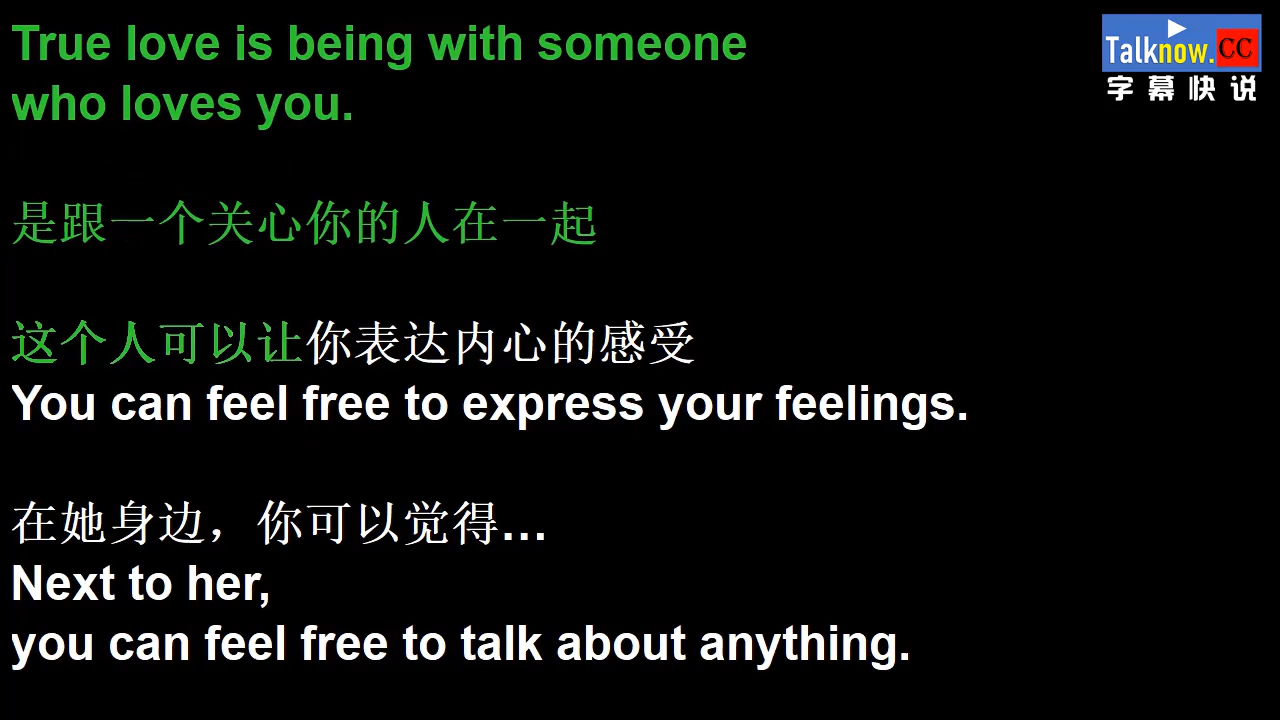 True love is being with someone
who loves you.
Talknow.CC
字幕快说
是跟一个关心你的人在一起
这个人可以让你表达内心的感受
You can feel free to express your feelings.
在她身边，你可以觉得...
Next to her,
you can feel free to talk about anything.